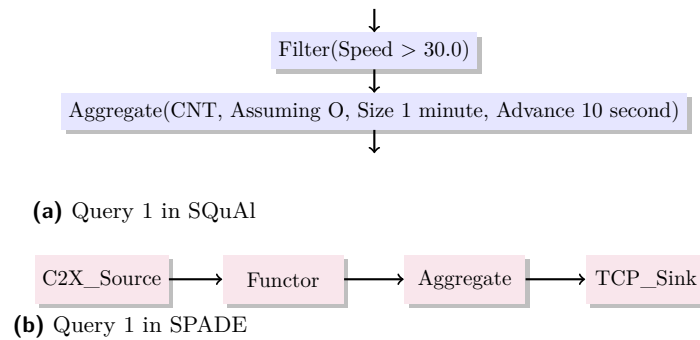 Filter(Speed > 30.0)
Aggregate(CNT, Assuming O, Size 1 minute, Advance 10 second)
(a) Query 1 in SQuAl
C2X_Source Functor Aggregate TCP_Sink
(b) Query 1 in SPADE